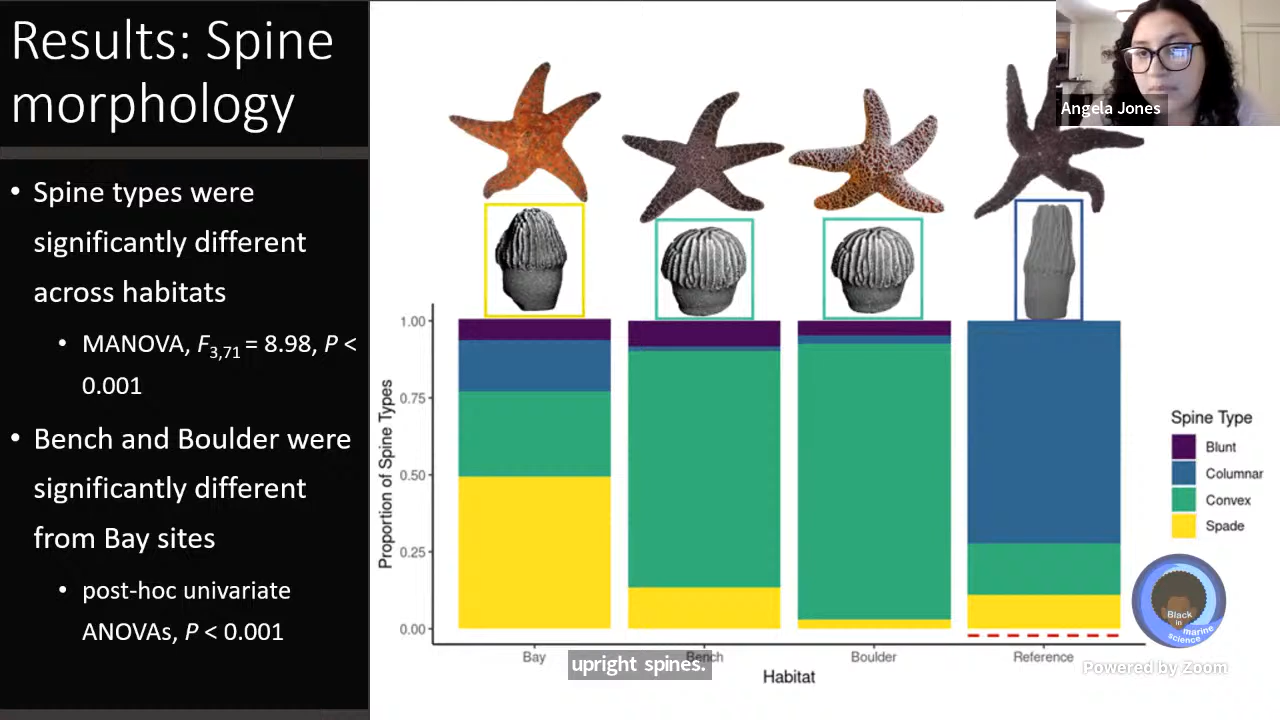 Results: Spine
morphology
• Spine types were
significantly different
across habitats
• MANOVA, F3,71 = 8.98, P <
0.001
• Bench and Boulder were
significantly different
from Bay sites
• post-hoc univariate
ANOVAs, P < 0.001
Angela Jones
Proportion of Spine Types
1.00
0.75
0.50
0.25
0.00
Bay
Bench
Boulder
Reference
Habitat
Spine Type
Blunt
Columnar
Convex
Spade
upright spines.
Black
in
marine
science
Powered by Zoom